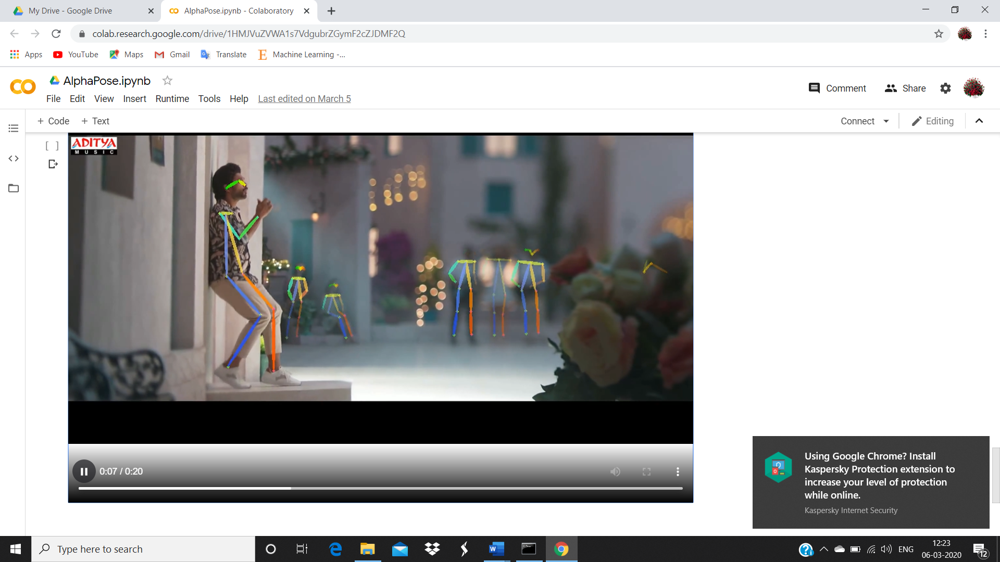 My Drive - Google Drive
AlphaPose.ipynb - Colaboratory
colab.research.google.com/drive/1HMJVuZVWA1s7VdgubrZGymF2cZJDMF2Q
Apps
YouTube
Maps
Gmail
Translate
Machine Learning -...
AlphaPose.ipynb
Comment
Share
File Edit View Insert Runtime Tools Help Last edited on March 5
+ Code + Text
Connect
Editing
[ ]
ADITYA
MUSIC
0:07 / 0:20
Using Google Chrome? Install
Kaspersky Protection extension to
increase your level of protection
while online.
Kaspersky Internet Security
Type here to search
ENG
12:23
06-03-2020
12